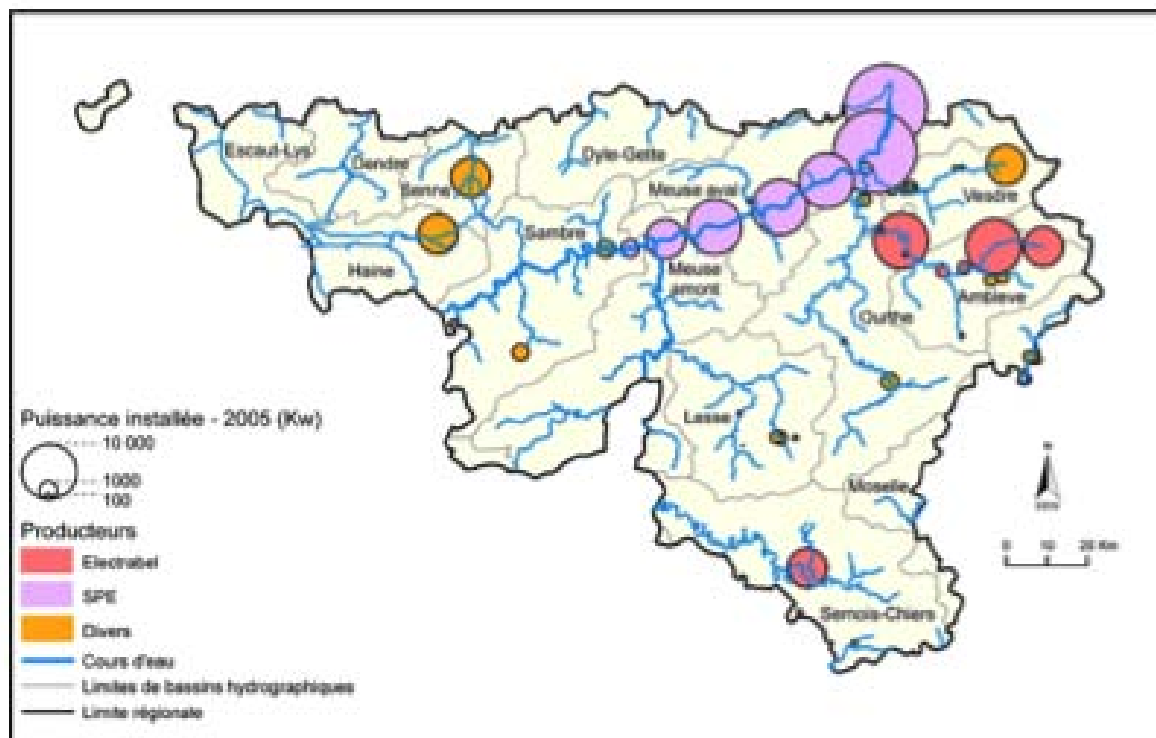 Escaut-Lys
Dendre
Senne
Dyle-Gette
Meuse aval
Vesdre
Sambre
Haine
Meuse
amont
Amblève
Ourthe
Lesse
Moselle
Semois-Chiers
Puissance installée - 2005 (Kw)
10 000
1000
100
Producteurs
Electrabel
SPE
Divers
Cours d'eau
Limites de bassins hydrographiques
Limite régionale
0 10 20 Km